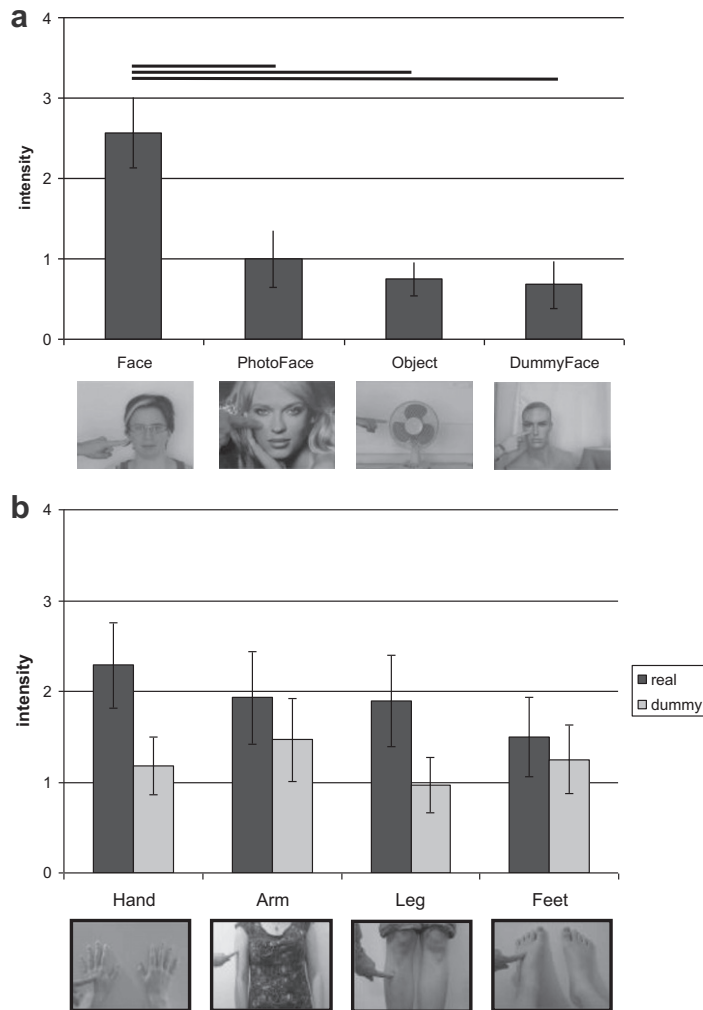 a
4
3
2
1
0
intensity
Face PhotoFace Object DummyFace
b
4
3
2
1
0
intensity
real
dummy
Hand Arm Leg Feet